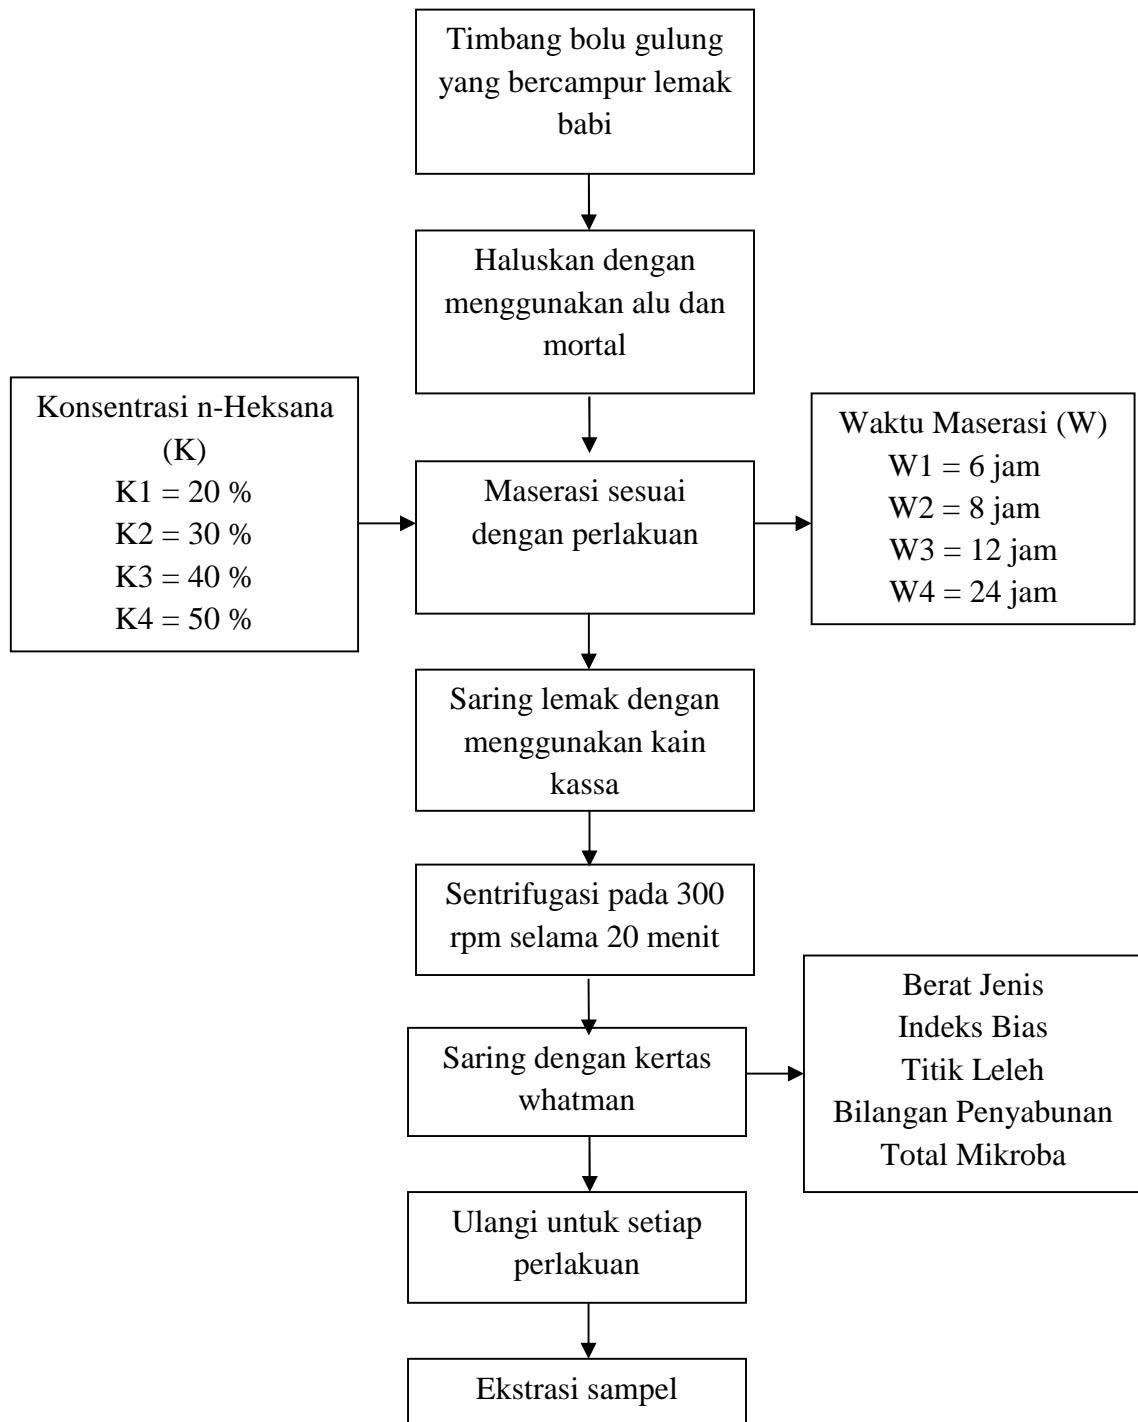 Timbang bolu gulung
yang bercampur lemak
babi
Haluskan dengan
menggunakan alu dan
mortal
Konsentrasi n-Heksana
(K)
K1 = 20 %
K2 = 30 %
K3 = 40 %
K4 = 50 %
Maserasi sesuai
dengan perlakuan
Waktu Maserasi (W)
W1 = 6 jam
W2 = 8 jam
W3 = 12 jam
W4 = 24 jam
Saring lemak dengan
menggunakan kain
kassa
Sentrifugasi pada 300
rpm selama 20 menit
Saring dengan kertas
whatman
Berat Jenis
Indeks Bias
Titik Leleh
Bilangan Penyabunan
Total Mikroba
Ulangi untuk setiap
perlakuan
Ekstrasi sampel